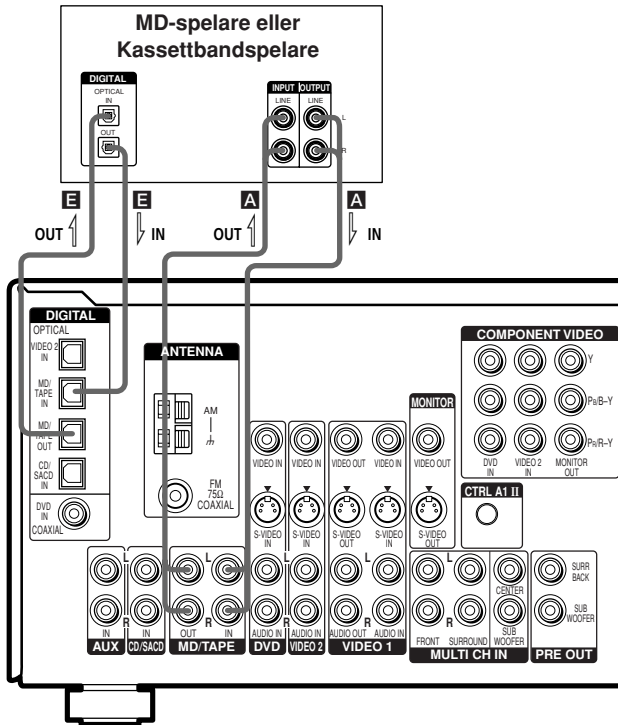 MD-spelare eller
Kassettbandspelare
DIGITAL
OPTICAL
IN
OUT
INPUT OUTPUT
LINE LINE
L
R
E E A A
OUT IN OUT IN
DIGITAL
OPTICAL
VIDEO 2
IN
MD/
TAPE
IN
MD/
TAPE
OUT
CD/
SACD
IN
DVD
IN
COAXIAL
ANTENNA
AM
FM
75Ω
COAXIAL
MONITOR
COMPONENT VIDEO
Y
PB/B–Y
PR/R–Y
DVD
IN
VIDEO 2
IN
MONITOR
OUT
VIDEO IN VIDEO IN VIDEO OUT VIDEO IN VIDEO OUT
CTRL A1 II
S-VIDEO
IN
S-VIDEO
IN
S-VIDEO
OUT
S-VIDEO
IN
S-VIDEO
OUT
L L L L L
CENTER
SURR
BACK
SUB
WOOFER
R R R R R
IN IN OUT IN AUDIO IN AUDIO IN AUDIO OUT AUDIO IN FRONT SURROUND
SUB
WOOFER
AUX CD/SACD MD/TAPE DVD VIDEO 2 VIDEO 1 MULTI CH IN PRE OUT